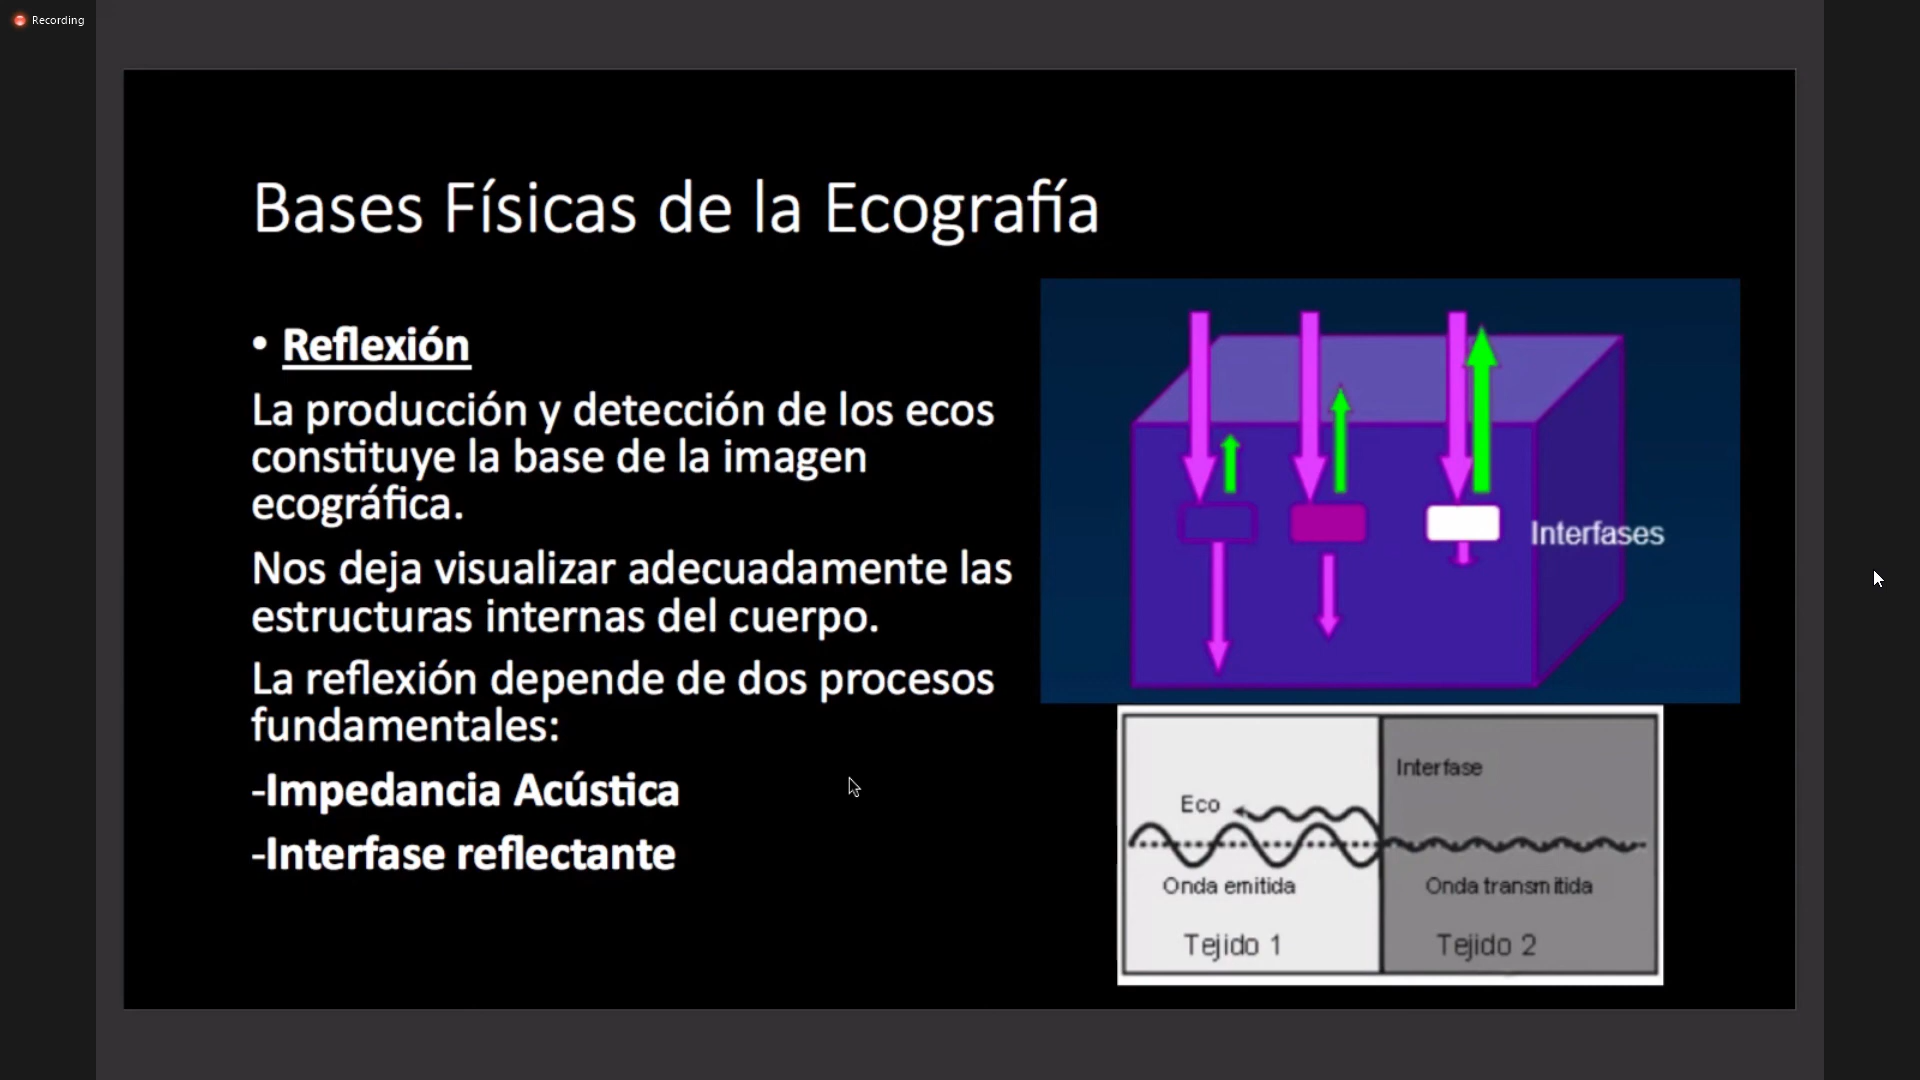 Recording
Bases Físicas de la Ecografía
• Reflexión
La producción y detección de los ecos
constituye la base de la imagen
ecográfica.
Nos deja visualizar adecuadamente las
estructuras internas del cuerpo.
La reflexión depende de dos procesos
fundamentales:
-Impedancia Acústica
-Interfase reflectante
Interfases
Interfase
Eco
Onda emitida
Onda transmitida
Tejido 1
Tejido 2